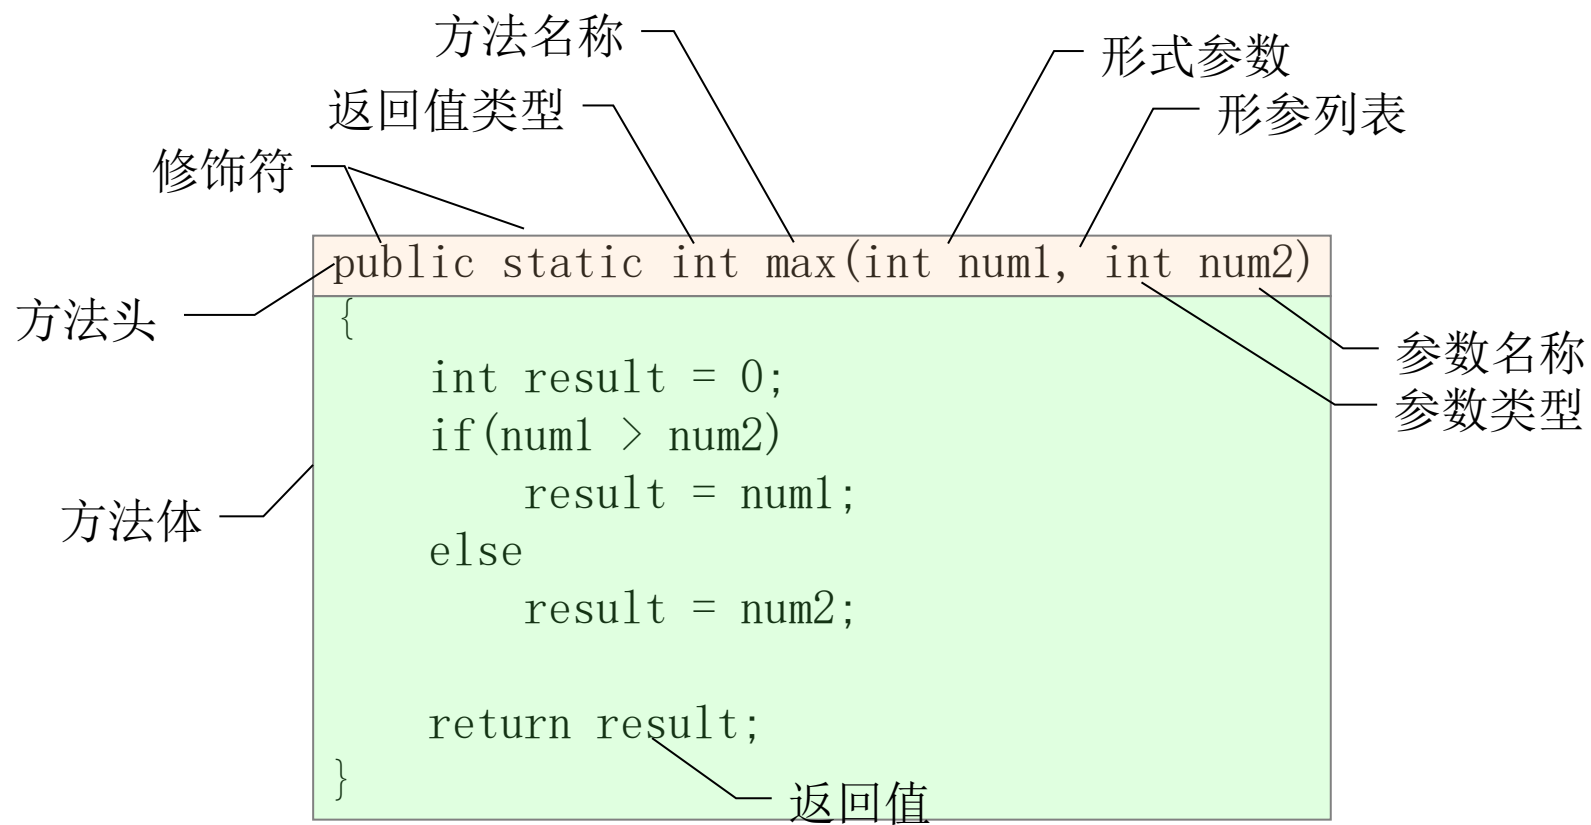 方法名称
形式参数
返回值类型
形参列表
修饰符
public static int max(int num1, int num2)
方法头
{
参数名称
int result = 0;
参数类型
if(num1 > num2)
result = num1;
方法体
else
result = num2;
return result;
}
返回值